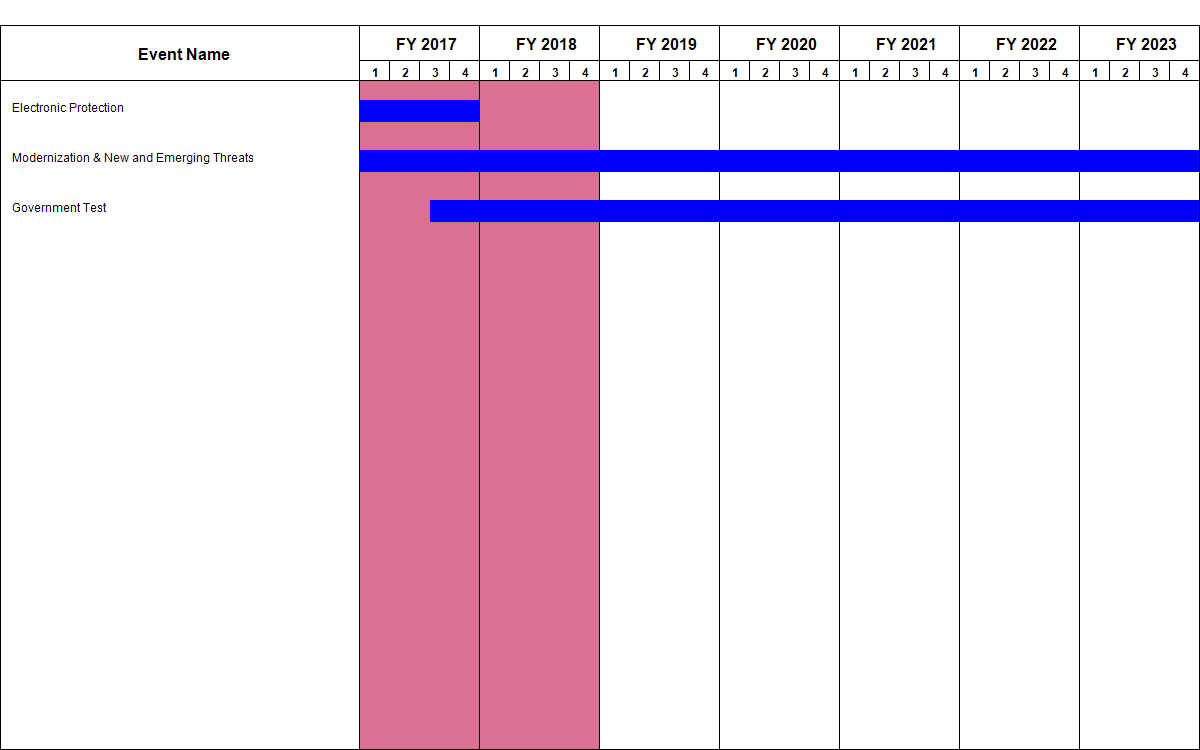 Event Name FY 2017 FY 2018 FY 2019 FY 2020 FY 2021 FY 2022 FY 2023
1 2 3 4 1 2 3 4 1 2 3 4 1 2 3 4 1 2 3 4 1 2 3 4 1 2 3 4
Electronic Protection
Modernization & New and Emerging Threats
Government Test